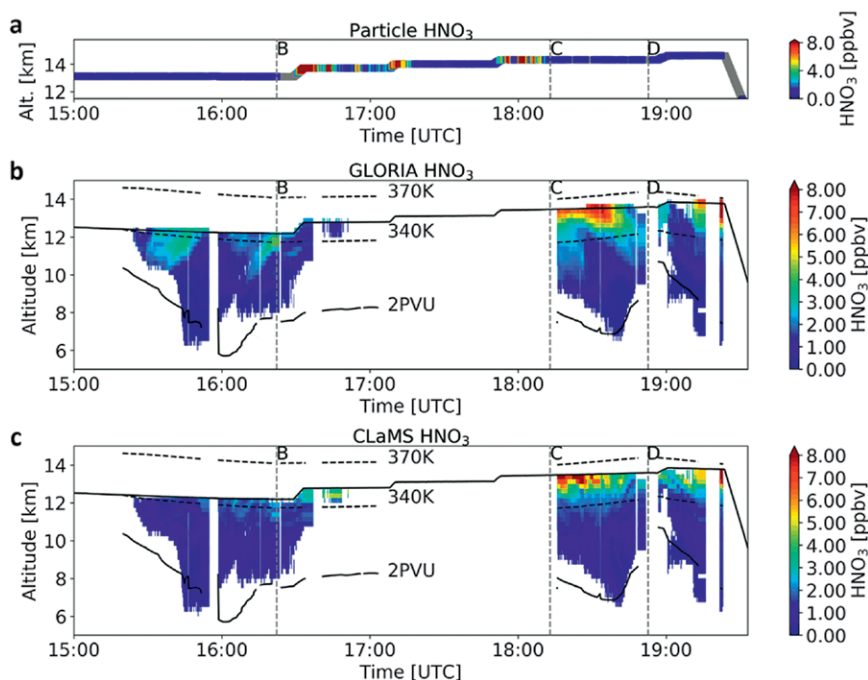 a
Particle HNO₃
B C D
Alt. [km]
14
12
15:00 16:00 17:00 18:00 19:00
Time [UTC]
8.0
4.0
0.0
HNO₃ [ppbv]
b
GLORIA HNO₃
B C D
370K
340K
2PVU
Altitude [km]
14
12
10
8
6
15:00 16:00 17:00 18:00 19:00
Time [UTC]
8.00
7.00
6.00
5.00
4.00
3.00
2.00
1.00
0.00
HNO₃ [ppbv]
c
CLaMS HNO₃
B C D
370K
340K
2PVU
Altitude [km]
14
12
10
8
6
15:00 16:00 17:00 18:00 19:00
Time [UTC]
8.00
7.00
6.00
5.00
4.00
3.00
2.00
1.00
0.00
HNO₃ [ppbv]